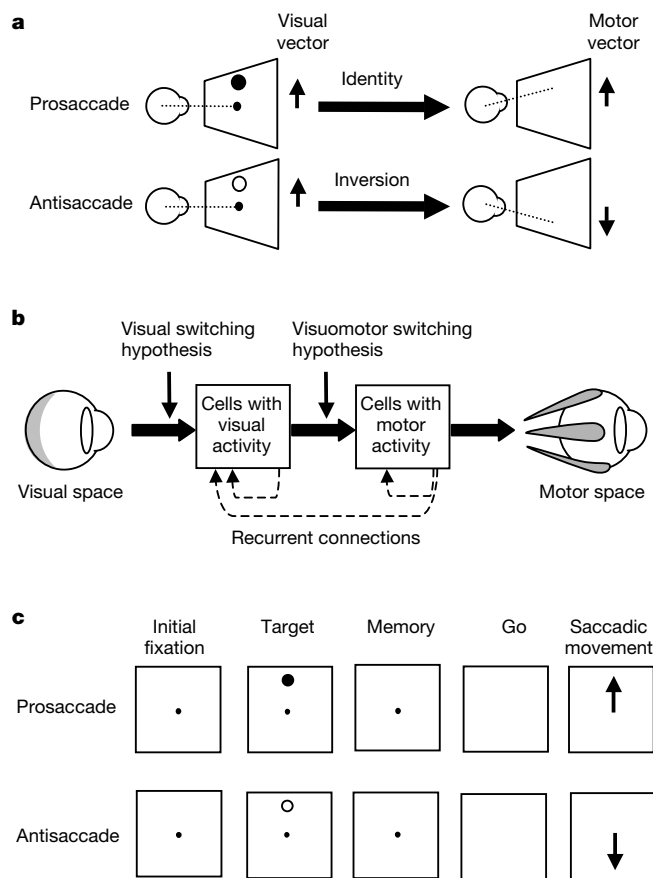 a
Visual
vector
Motor
vector
Prosaccade
Identity
Antisaccade
Inversion
b
Visual switching
hypothesis
Visuomotor switching
hypothesis
Cells with
visual
activity
Cells with
motor
activity
Visual space
Motor space
Recurrent connections
c
Initial
fixation
Target
Memory
Go
Saccadic
movement
Prosaccade
Antisaccade